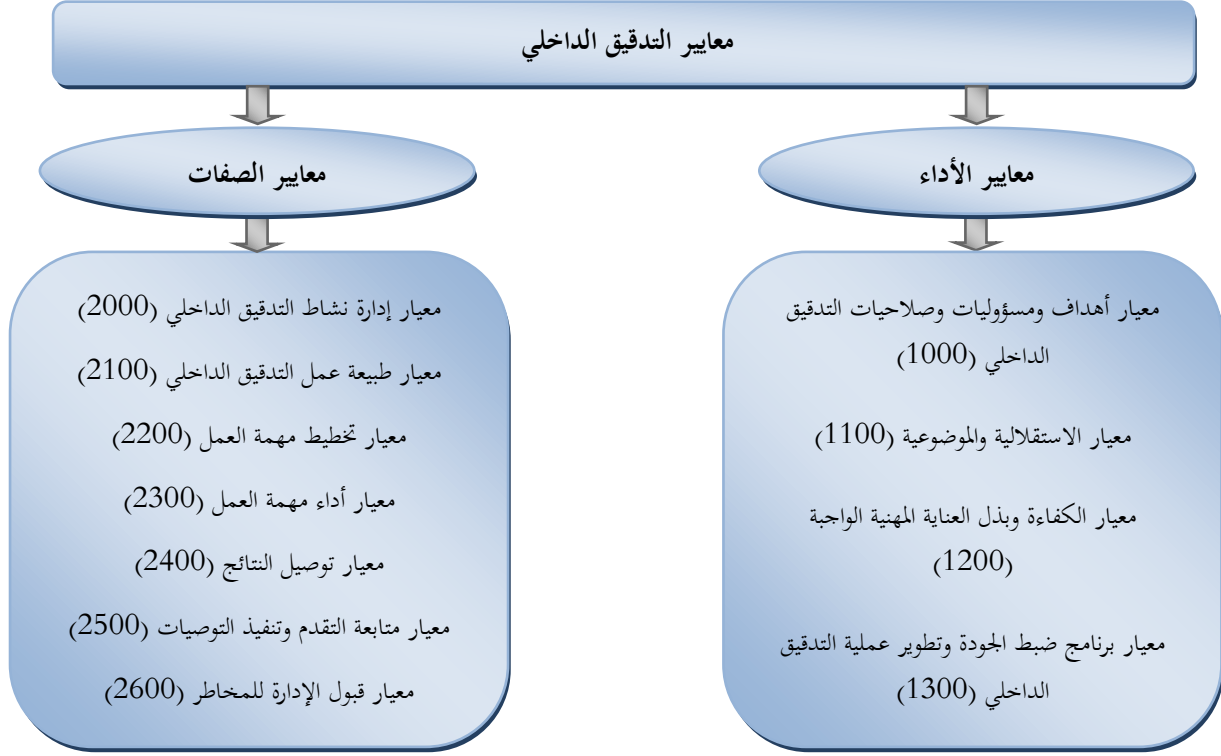 معايير التدقيق الداخلي
معايير الأداء
معيار أهداف ومسؤوليات وصلاحيات التدقيق
الداخلي (1000)
معيار الاستقلالية والموضوعية (1100)
معيار الكفاءة وبذل العناية المهنية الواجبة
(1200)
معيار برنامج ضبط الجودة وتطوير عملية التدقيق
الداخلي (1300)
معايير الصفات
معيار إدارة نشاط التدقيق الداخلي (2000)
معيار طبيعة عمل التدقيق الداخلي (2100)
معيار تخطيط مهمة العمل (2200)
معيار أداء مهمة العمل (2300)
معيار توصيل النتائج (2400)
معيار متابعة التقدم وتنفيذ التوصيات (2500)
معيار قبول الإدارة للمخاطر (2600)